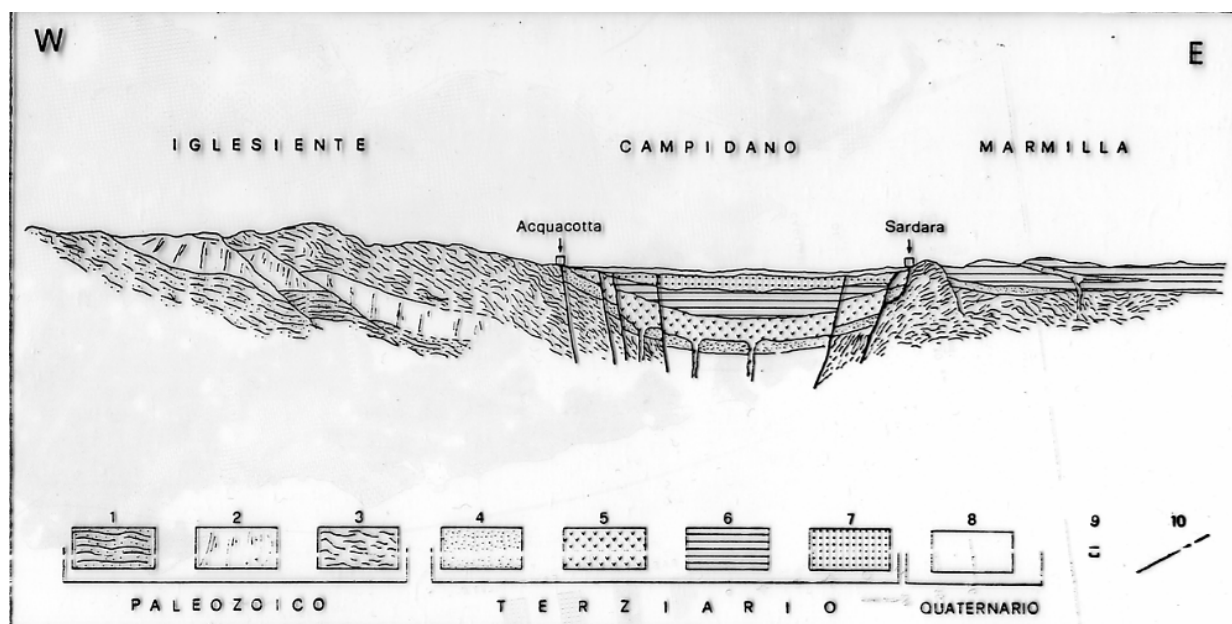 W E
IGLESIENTE CAMPIDANO MARMILLA
Acquacotta Sardara
1 2 3 4 5 6 7 8 9 10
PALEOZOICO TERZIARIO QUATERNARIO